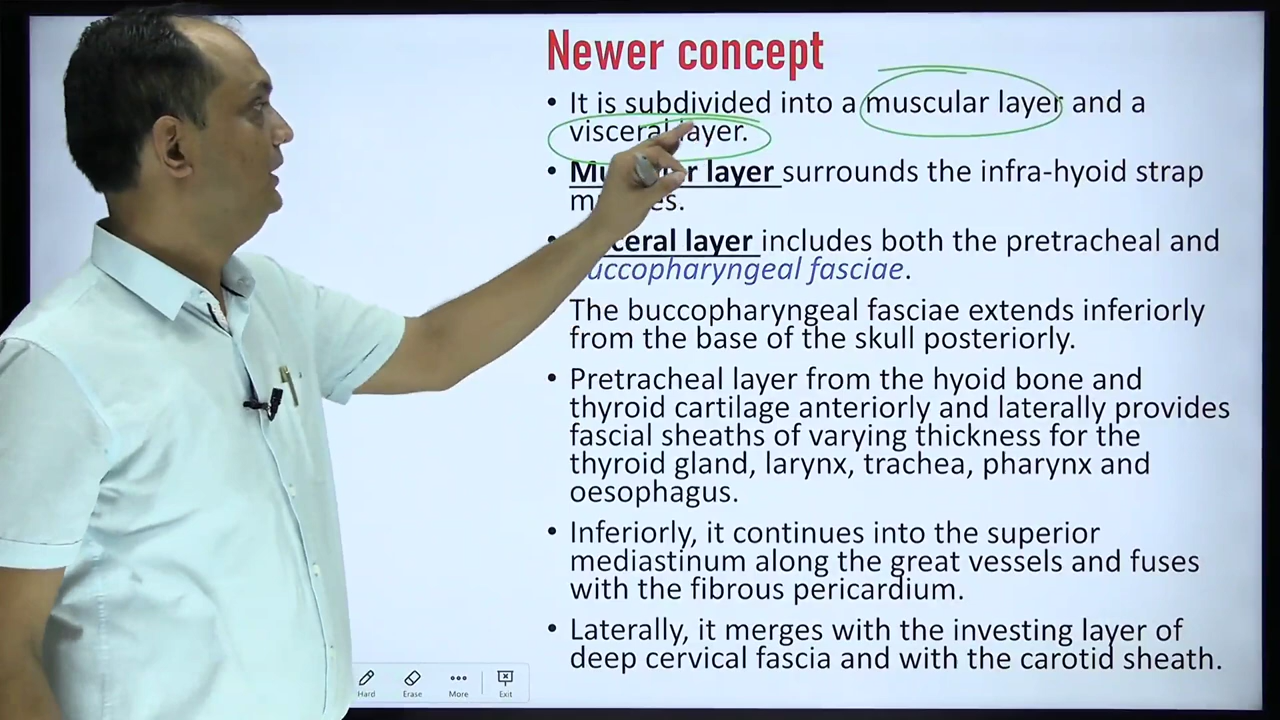 Newer concept
• It is subdivided into a muscular layer and a
visceral layer.
• layer surrounds the infra-hyoid strap
layer includes both the pretracheal and
buccopharyngeal fasciae.
The buccopharyngeal fasciae extends inferiorly
from the base of the skull posteriorly.
• Pretracheal layer from the hyoid bone and
thyroid cartilage anteriorly and laterally provides
fascial sheaths of varying thickness for the
thyroid gland, larynx, trachea, pharynx and
oesophagus.
• Inferiorly, it continues into the superior
mediastinum along the great vessels and fuses
with the fibrous pericardium.
• Laterally, it merges with the investing layer of
deep cervical fascia and with the carotid sheath.
Hard Erase More Exit